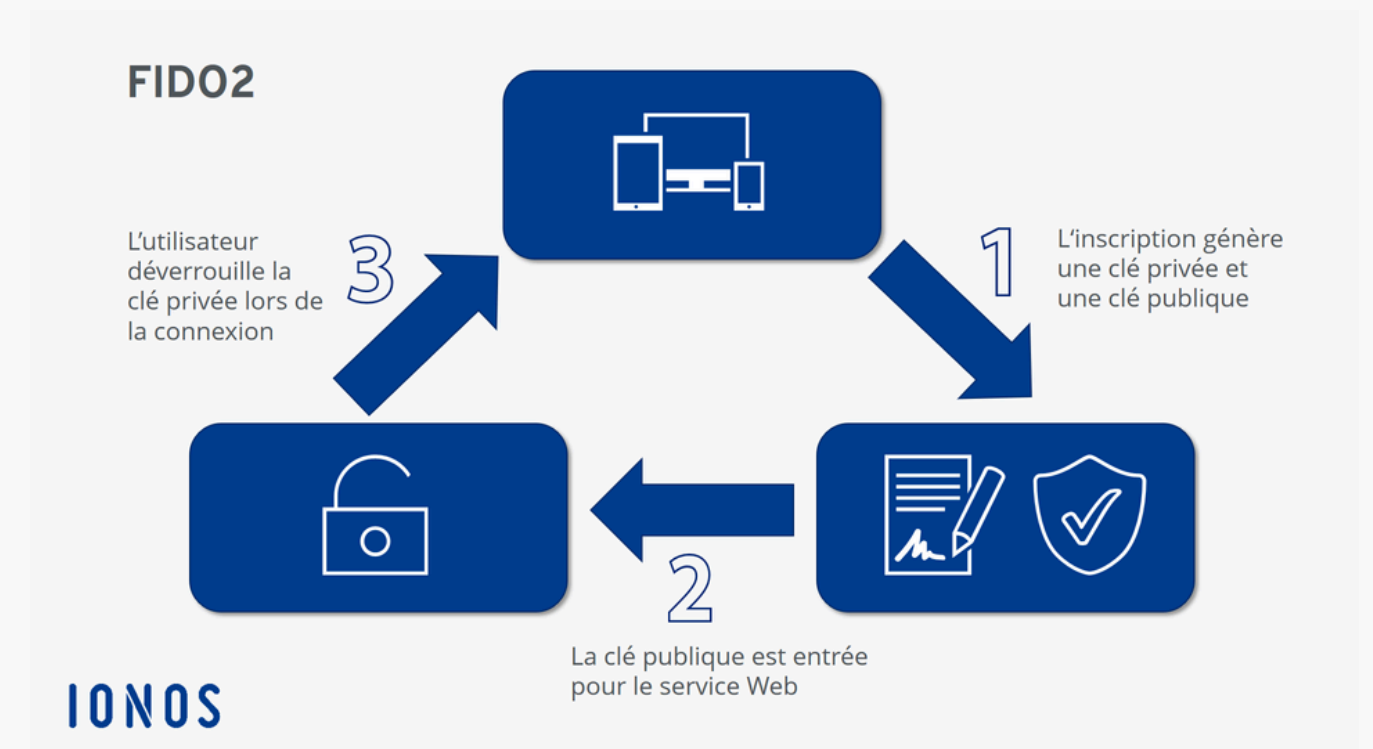 FIDO2
L'utilisateur
déverrouille la
clé privée lors de
la connexion
3
1
L‘inscription génère
une clé privée et
une clé publique
2
La clé publique est entrée
pour le service Web
IONOS